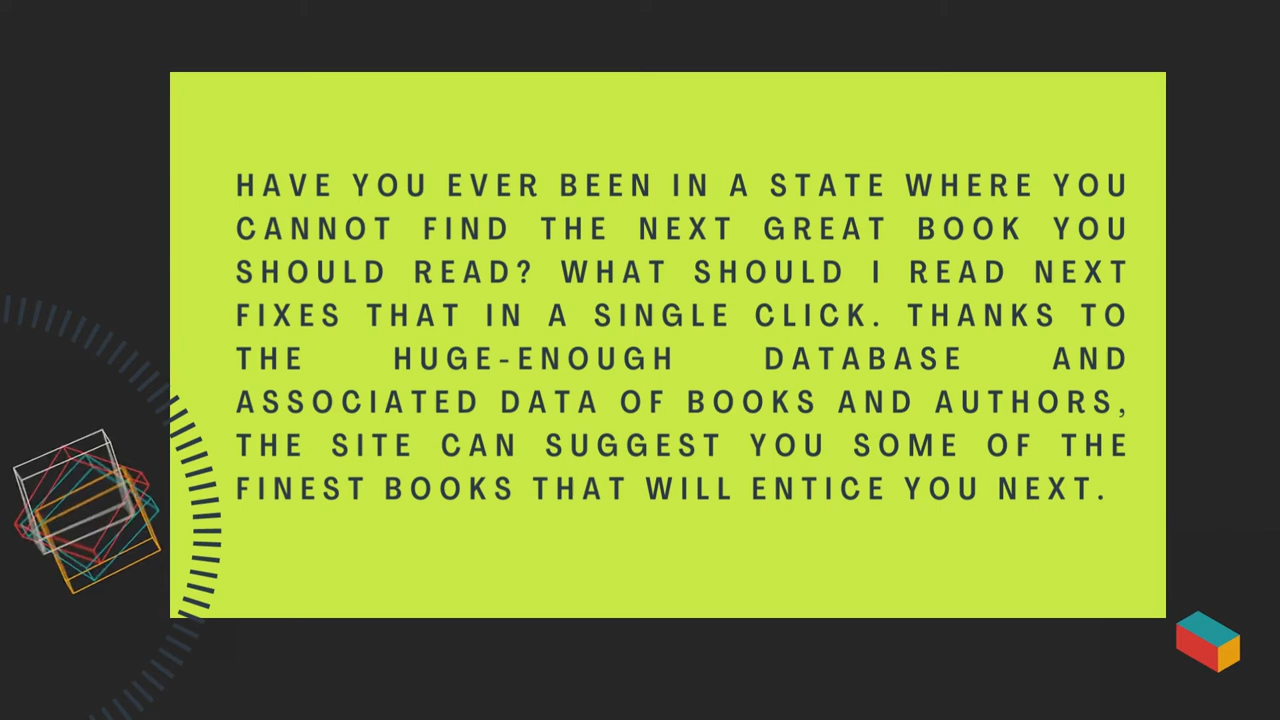 HAVE YOU EVER BEEN IN A STATE WHERE YOU
CANNOT FIND THE NEXT GREAT BOOK YOU
SHOULD READ? WHAT SHOULD I READ NEXT
FIXES THAT IN A SINGLE CLICK. THANKS TO
THE HUGE-ENOUGH DATABASE AND
ASSOCIATED DATA OF BOOKS AND AUTHORS,
THE SITE CAN SUGGEST YOU SOME OF THE
FINEST BOOKS THAT WILL ENTICE YOU NEXT.